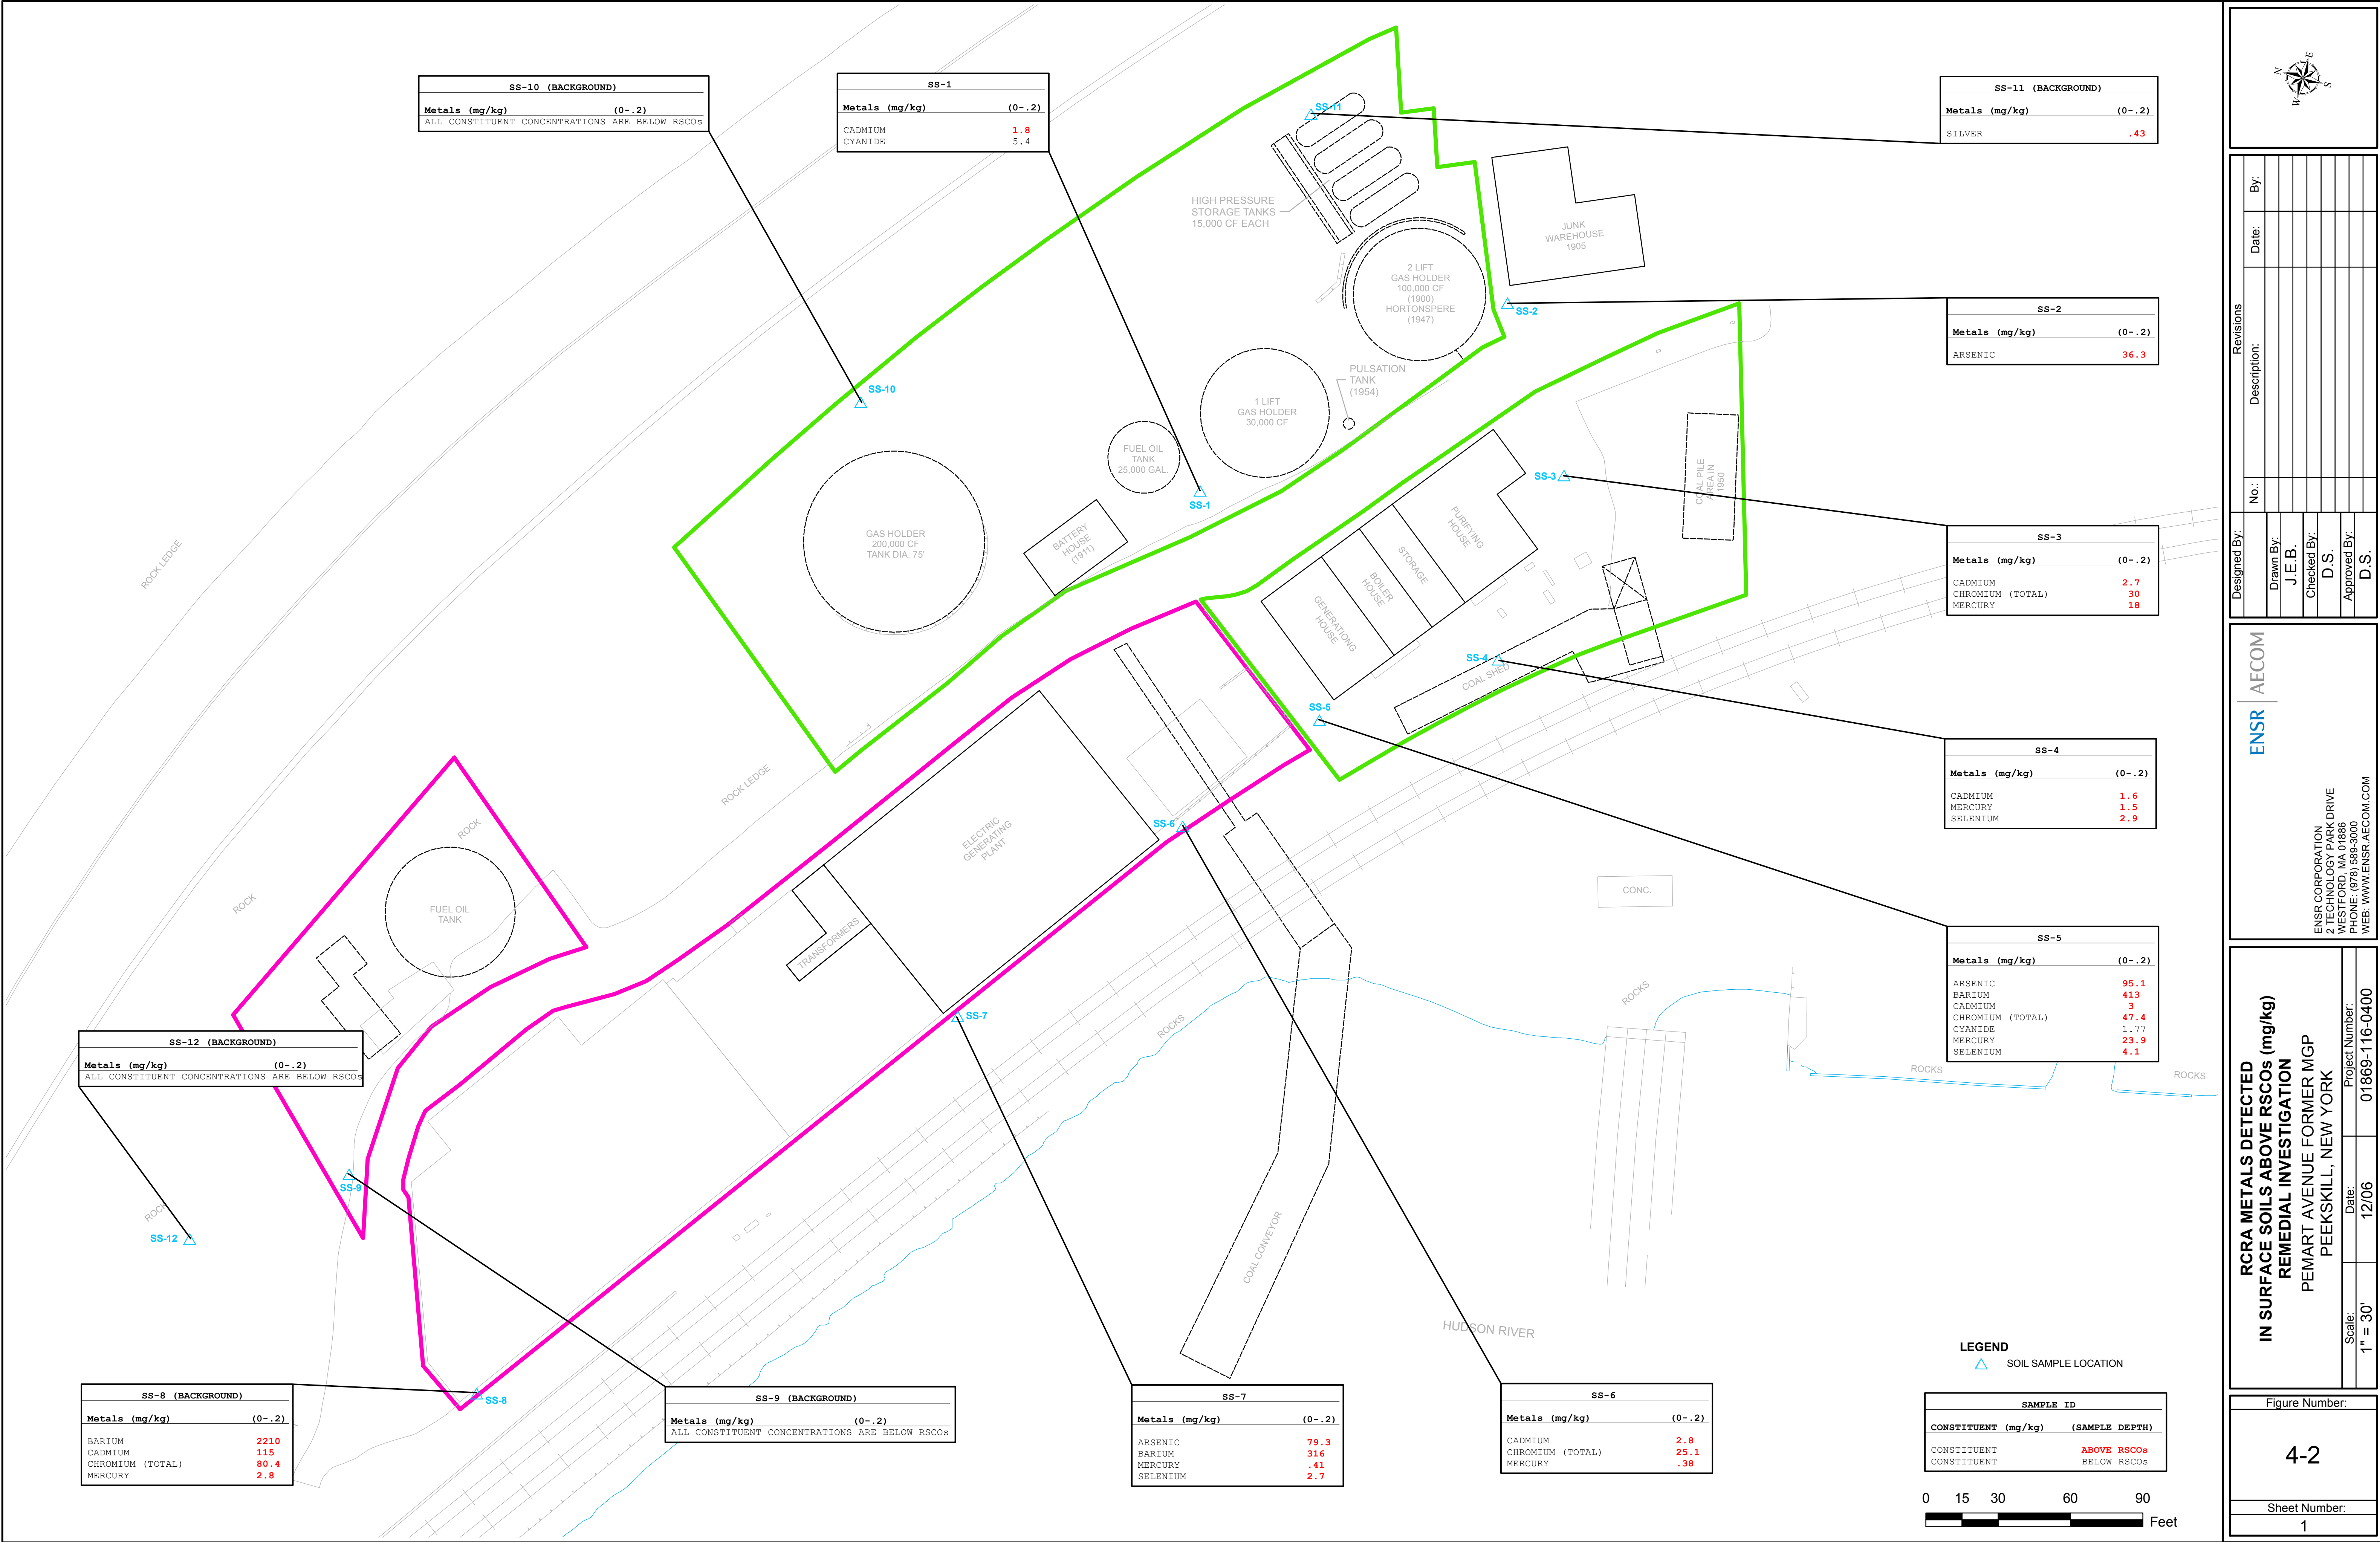 SS-10 (BACKGROUND)
Metals (mg/kg) (0-.2)
ALL CONSTITUENT CONCENTRATIONS ARE BELOW RSCOs
SS-1
Metals (mg/kg) (0-.2)
CADMIUM 1.8
CYANIDE 5.4
SS-11 (BACKGROUND)
Metals (mg/kg) (0-.2)
SILVER .43
SS-11
HIGH PRESSURE
STORAGE TANKS
15,000 CF EACH
JUNK
WAREHOUSE
1905
2 LIFT
GAS HOLDER
100,000 CF
(1900)
HORTONSPERE
(1947)
SS-2
SS-2
Metals (mg/kg) (0-.2)
ARSENIC 36.3
PULSATION
TANK
(1954)
SS-10
1 LIFT
GAS HOLDER
30,000 CF
FUEL OIL
TANK
25,000 GAL.
SS-1
SS-3
COAL PILE
AREA IN
1950
GAS HOLDER
200,000 CF
TANK DIA. 75'
BATTERY
HOUSE
(1911)
PURIFYING
HOUSE
STORAGE
BOILER
HOUSE
GENERATING
HOUSE
ROCK LEDGE
SS-3
Metals (mg/kg) (0-.2)
CADMIUM 2.7
CHROMIUM (TOTAL) 30
MERCURY 18
SS-4
COAL SHED
SS-5
SS-4
Metals (mg/kg) (0-.2)
CADMIUM 1.6
MERCURY 1.5
SELENIUM 2.9
ROCK LEDGE
ROCK
ROCK
FUEL OIL
TANK
ELECTRIC
GENERATING
PLANT
TRANSFORMERS
SS-6
CONC.
SS-5
Metals (mg/kg) (0-.2)
ARSENIC 95.1
BARIUM 413
CADMIUM 3
CHROMIUM (TOTAL) 47.4
CYANIDE 1.77
MERCURY 23.9
SELENIUM 4.1
SS-7
ROCKS
ROCKS
ROCKS
ROCKS
SS-12 (BACKGROUND)
Metals (mg/kg) (0-.2)
ALL CONSTITUENT CONCENTRATIONS ARE BELOW RSCOs
SS-9
ROCK
SS-12
COAL CONVEYOR
HUDSON RIVER
SS-8
SS-8 (BACKGROUND)
Metals (mg/kg) (0-.2)
BARIUM 2210
CADMIUM 115
CHROMIUM (TOTAL) 80.4
MERCURY 2.8
SS-9 (BACKGROUND)
Metals (mg/kg) (0-.2)
ALL CONSTITUENT CONCENTRATIONS ARE BELOW RSCOs
SS-7
Metals (mg/kg) (0-.2)
ARSENIC 79.3
BARIUM 316
MERCURY .41
SELENIUM 2.7
SS-6
Metals (mg/kg) (0-.2)
CADMIUM 2.8
CHROMIUM (TOTAL) 25.1
MERCURY .38
LEGEND
SOIL SAMPLE LOCATION
SAMPLE ID
CONSTITUENT (mg/kg) (SAMPLE DEPTH)
CONSTITUENT ABOVE RSCOs
CONSTITUENT BELOW RSCOs
0 15 30 60 90
Feet
N
E
W
S
Revisions
No.: Description: Date: By:
Designed By:
Drawn By:
J.E.B.
Checked By:
D.S.
Approved By:
D.S.
ENSR AECOM
ENSR CORPORATION
2 TECHNOLOGY PARK DRIVE
WESTFORD, MA 01886
PHONE: (978) 589-3000
WEB: WWW.ENSR.AECOM.COM
RCRA METALS DETECTED
IN SURFACE SOILS ABOVE RSCOs (mg/kg)
REMEDIAL INVESTIGATION
PEMART AVENUE FORMER MGP
PEEKSKILL, NEW YORK
Scale: Date: Project Number:
1" = 30' 12/06 01869-116-0400
Figure Number:
4-2
Sheet Number:
1